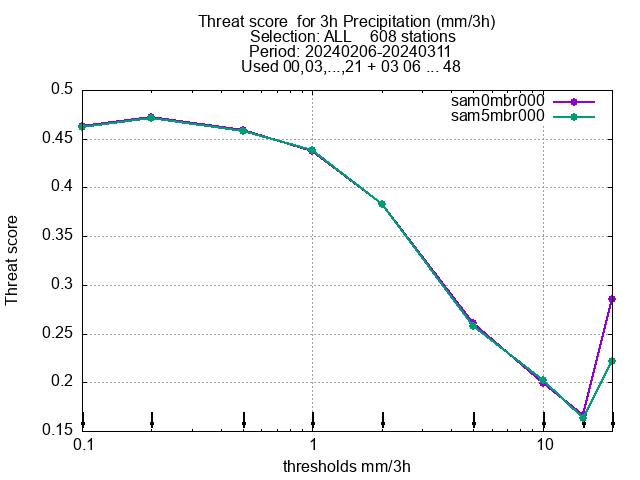 Threat score  for 3h Precipitation (mm/3h)
Selection: ALL    608 stations
Period: 20240206-20240311
Used 00,03,...,21 + 03 06 ... 48
sam0mbr000
sam5mbr000
0.5
0.45
0.4
0.35
0.3
0.25
0.2
0.15
Threat score
0.1
1
10
thresholds mm/3h